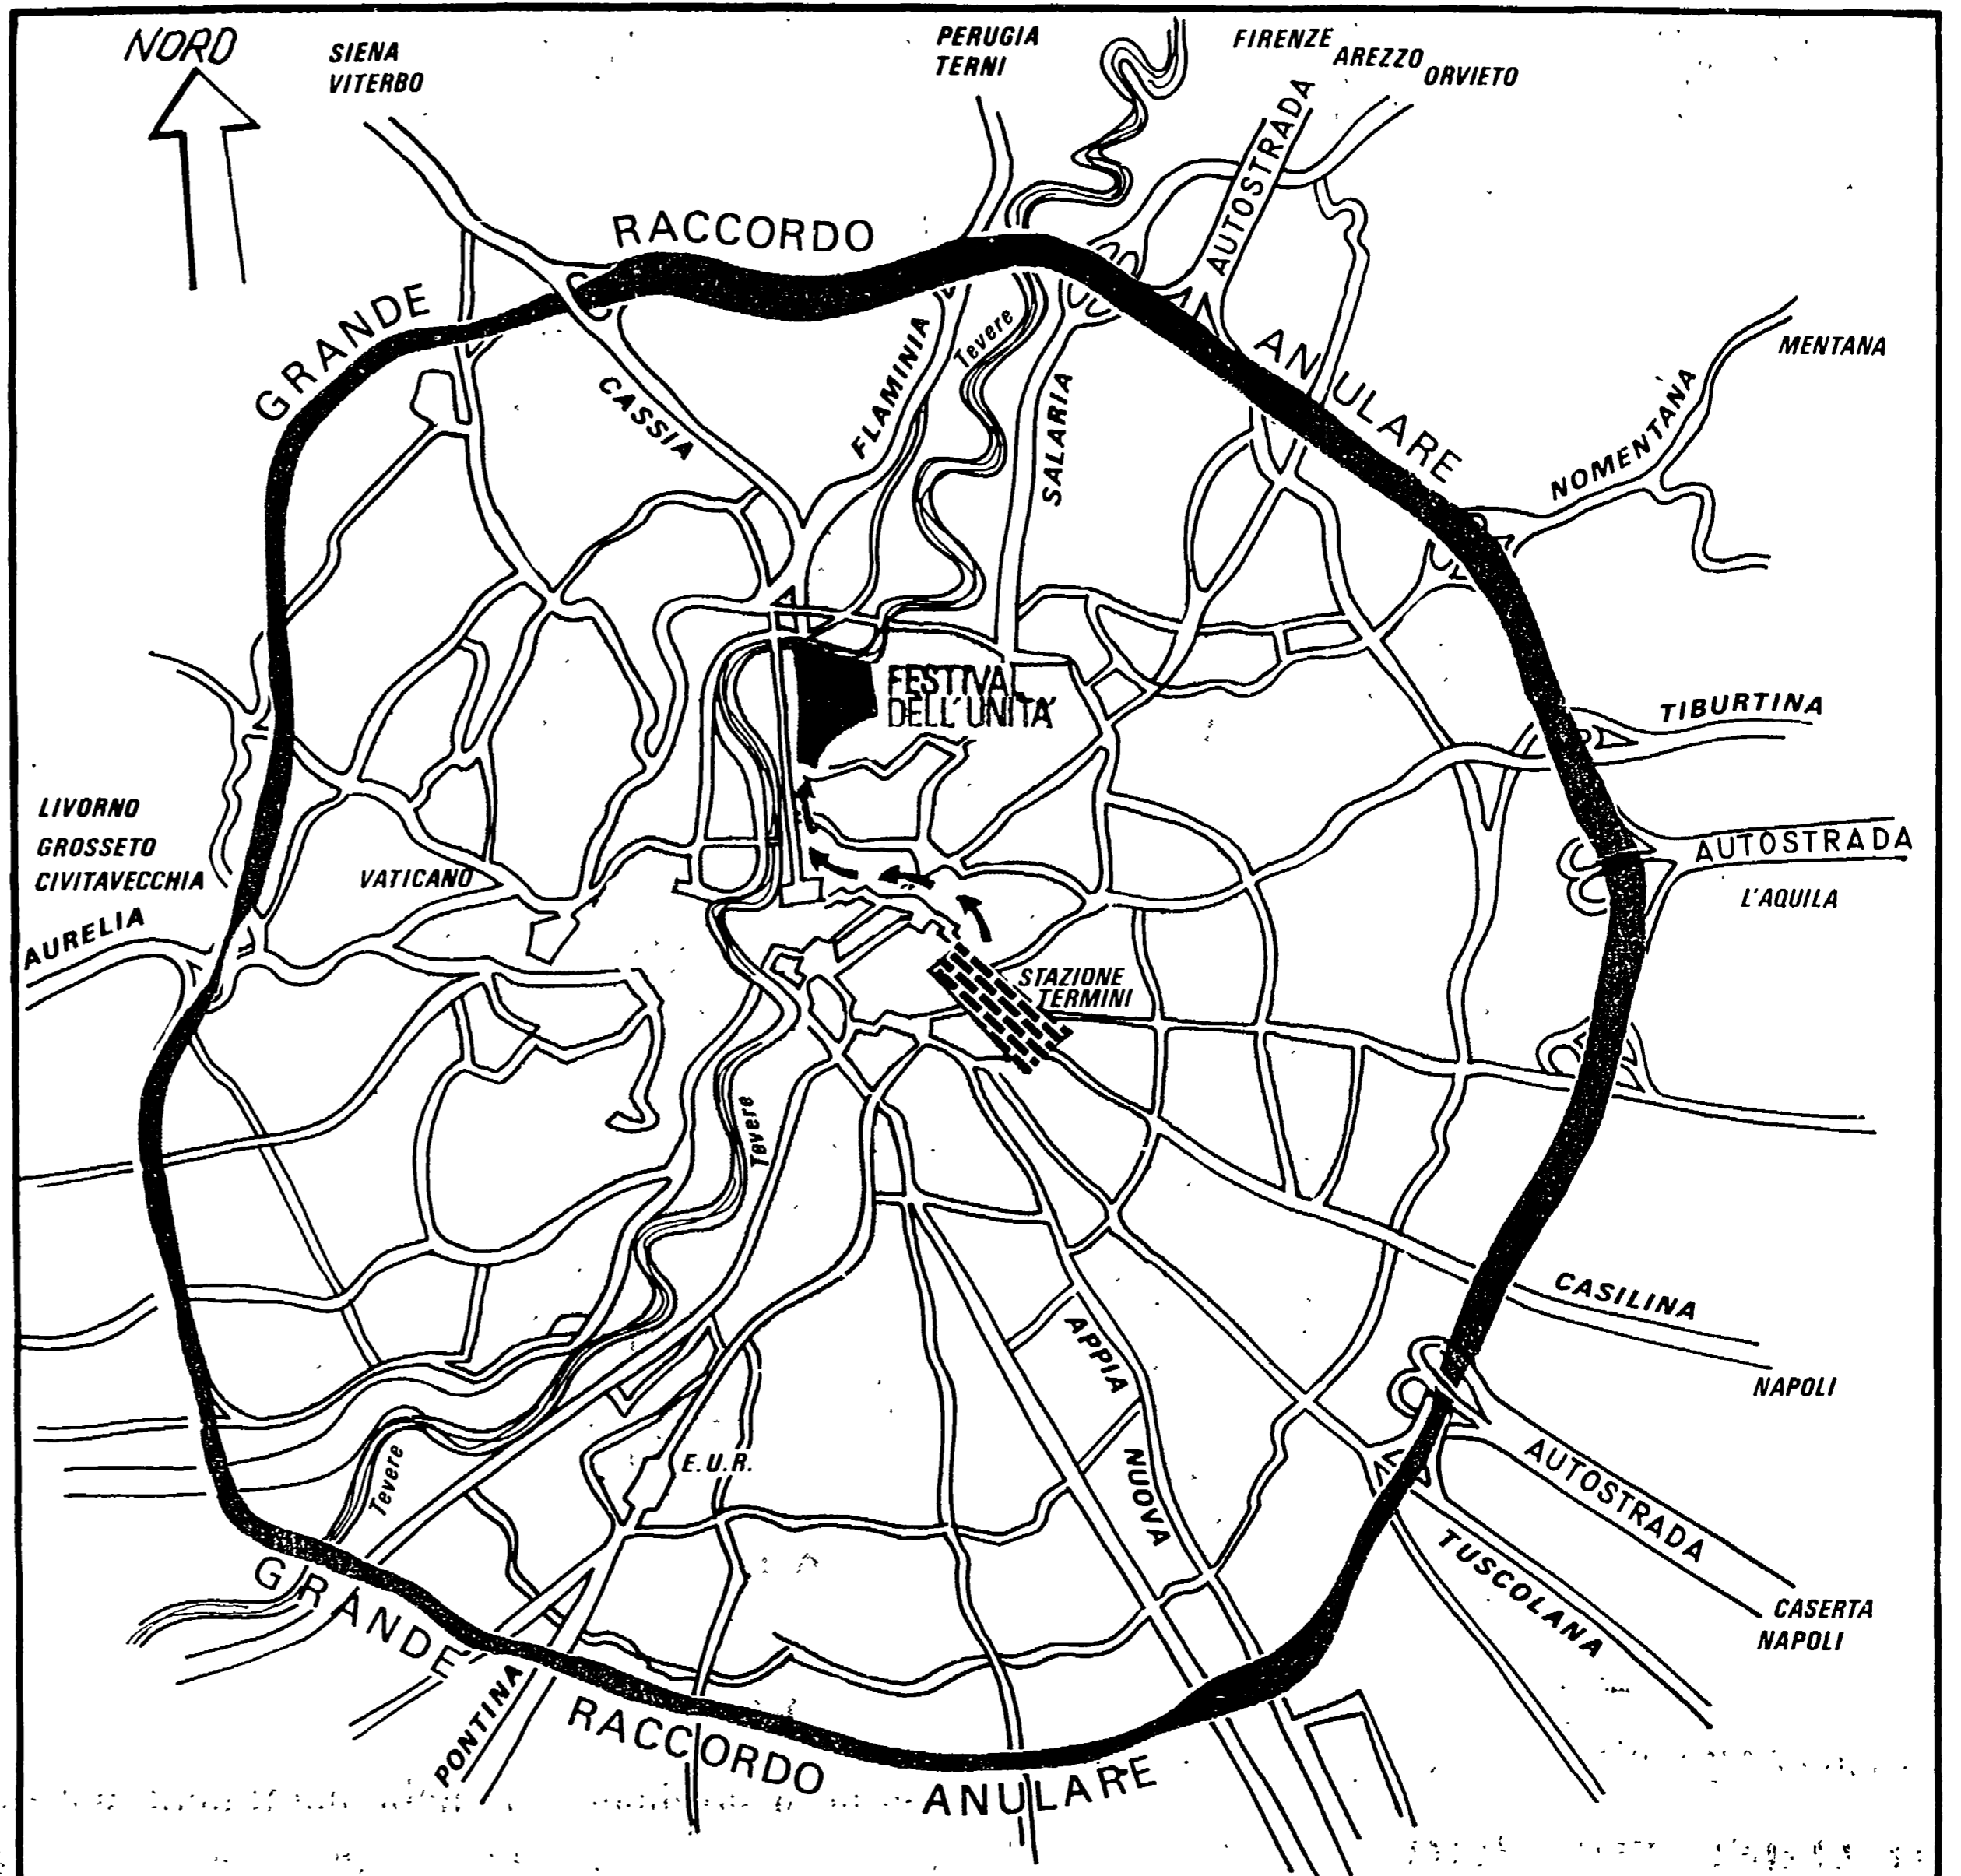 NORD
SIENA
VITERBO
PERUGIA
TERNI
FIRENZE
AREZZO
ORVIETO
AUTOSTRADA
GRANDE
RACCORDO
ANULARE
CASSIA
FLAMINIA
Tevere
SALARIA
NOMENTANA
MENTANA
FESTIVAL
DELL'UNITA'
TIBURTINA
LIVORNO
GROSSETO
CIVITAVECCHIA
VATICANO
AURELIA
AUTOSTRADA
L'AQUILA
STAZIONE
TERMINI
Tevere
CASILINA
NAPOLI
APPIA
NUOVA
E.U.R.
Tevere
AUTOSTRADA
TUSCOLANA
CASERTA
NAPOLI
GRANDE
PONTINA
RACCORDO
ANULARE